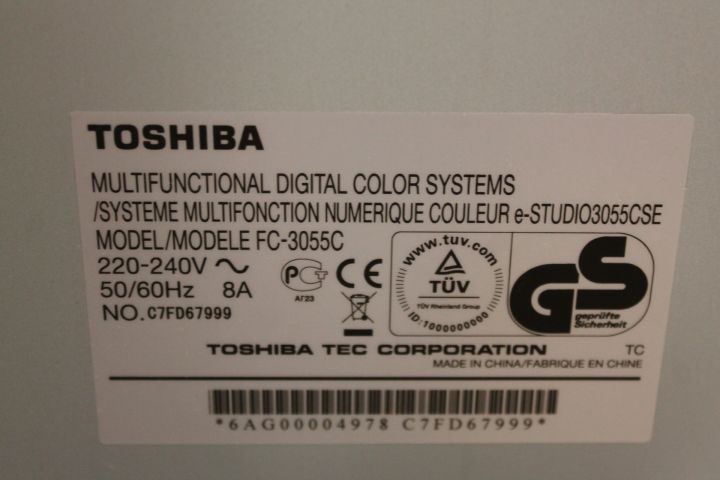 TOSHIBA
MULTIFUNCTIONAL DIGITAL COLOR SYSTEMS
/SYSTEME MULTIFONCTION NUMERIQUE COULEUR e-STUDIO3055CSE
MODEL/MODELE FC-3055C
220-240V ~
50/60Hz 8A
NO. C7FD67999
РСТ
АГ23
CE
www.tuv.com
TÜV
TÜV Rheinland Group
ID:1000000000
GS
geprüfte
Sicherheit
TOSHIBA TEC CORPORATION TC
MADE IN CHINA/FABRIQUE EN CHINE
*6AG00004978 C7FD67999*